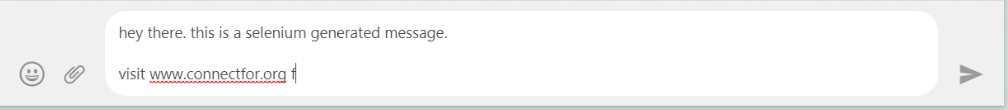 hey there. this is a selenium generated message.
visit www.connectfor.org f